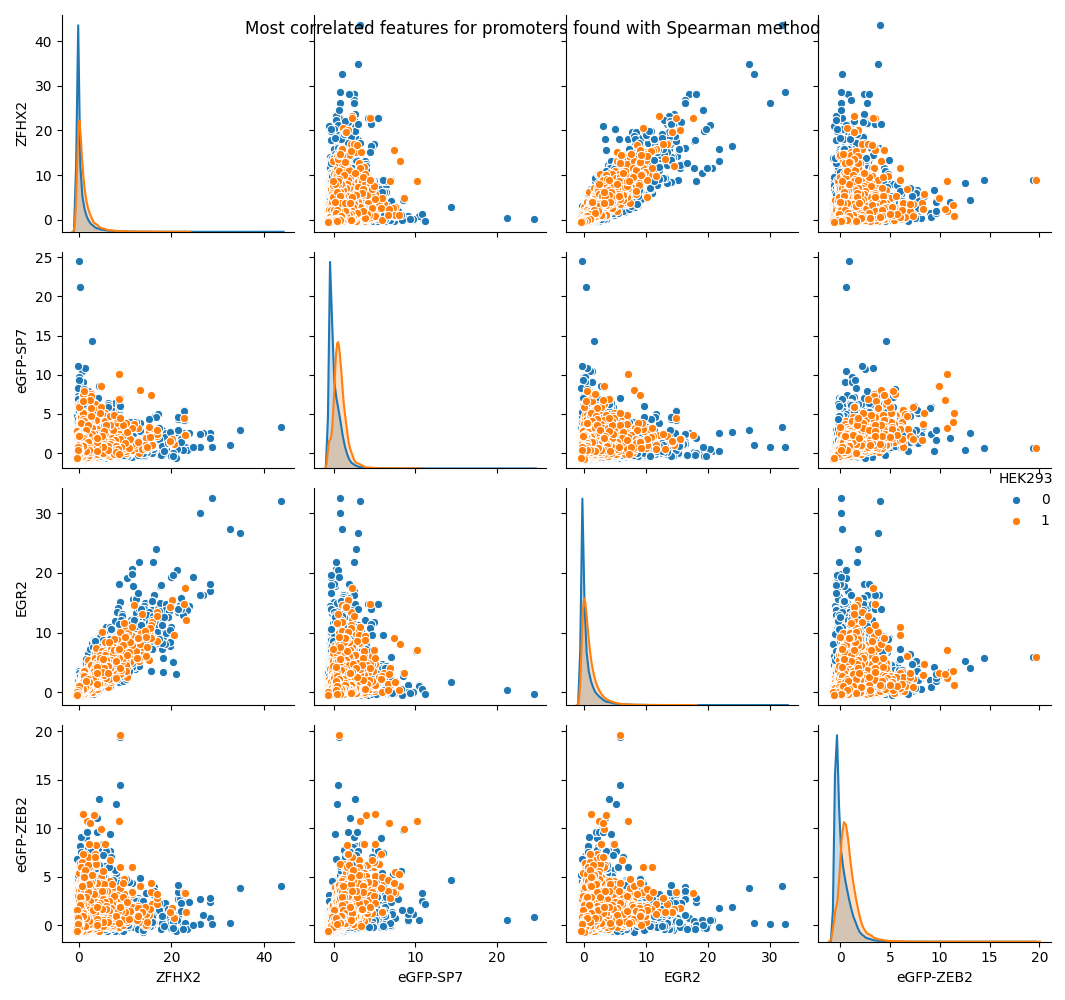 Most correlated features for promoters found with Spearman method
40
30
20
10
0
ZFHX2
25
20
15
10
5
0
eGFP-SP7
HEK293
0
1
30
20
10
0
EGR2
20
15
10
5
0
eGFP-ZEB2
0 20 40
0 10 20
0 10 20 30
0 5 10 15 20
ZFHX2 eGFP-SP7 EGR2 eGFP-ZEB2